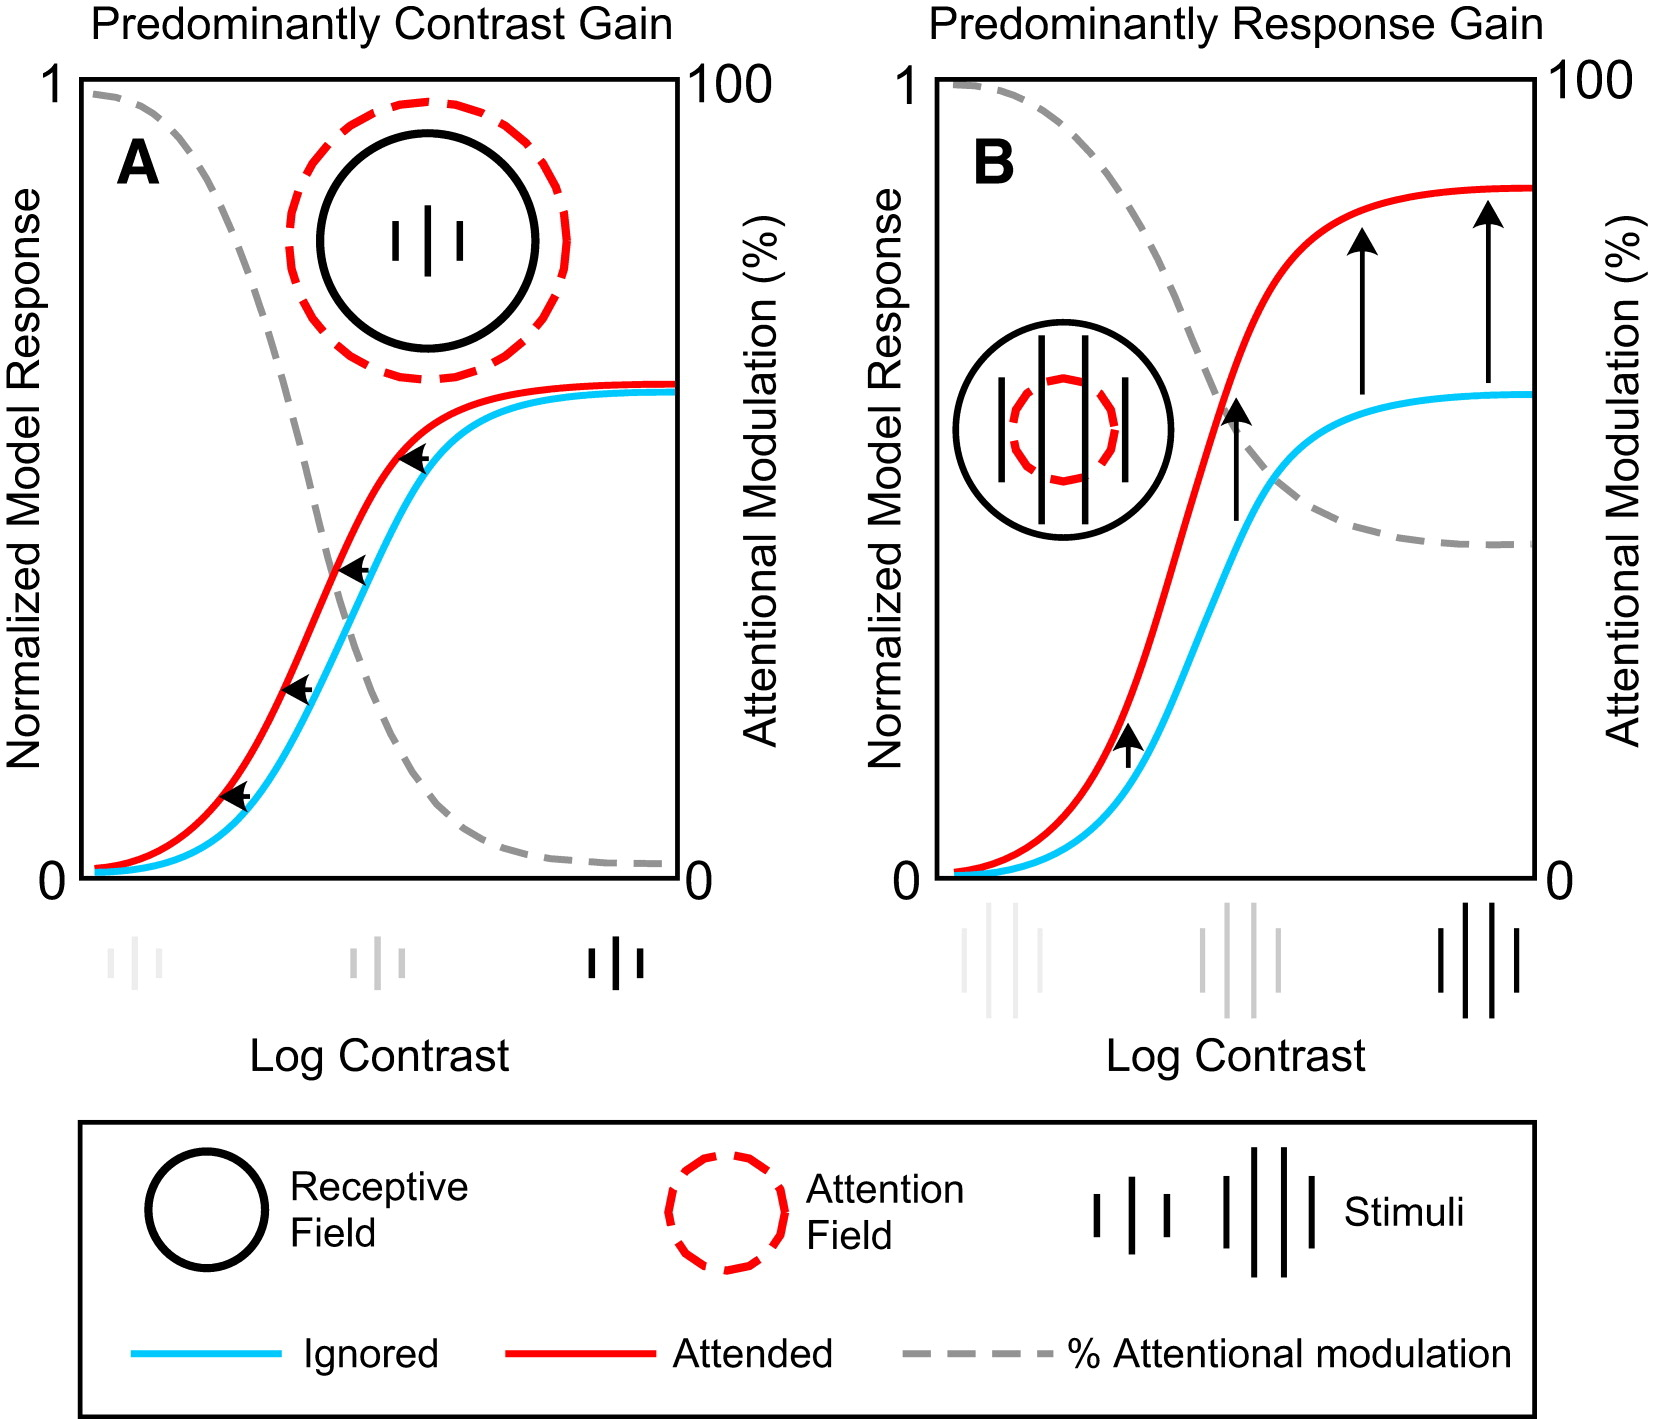 Predominantly Contrast Gain
1
100
A
Normalized Model Response
Attentional Modulation (%)
0
0
Log Contrast
Predominantly Response Gain
1
100
B
Normalized Model Response
Attentional Modulation (%)
0
0
Log Contrast
Receptive
Field
Attention
Field
Stimuli
Ignored
Attended
% Attentional modulation